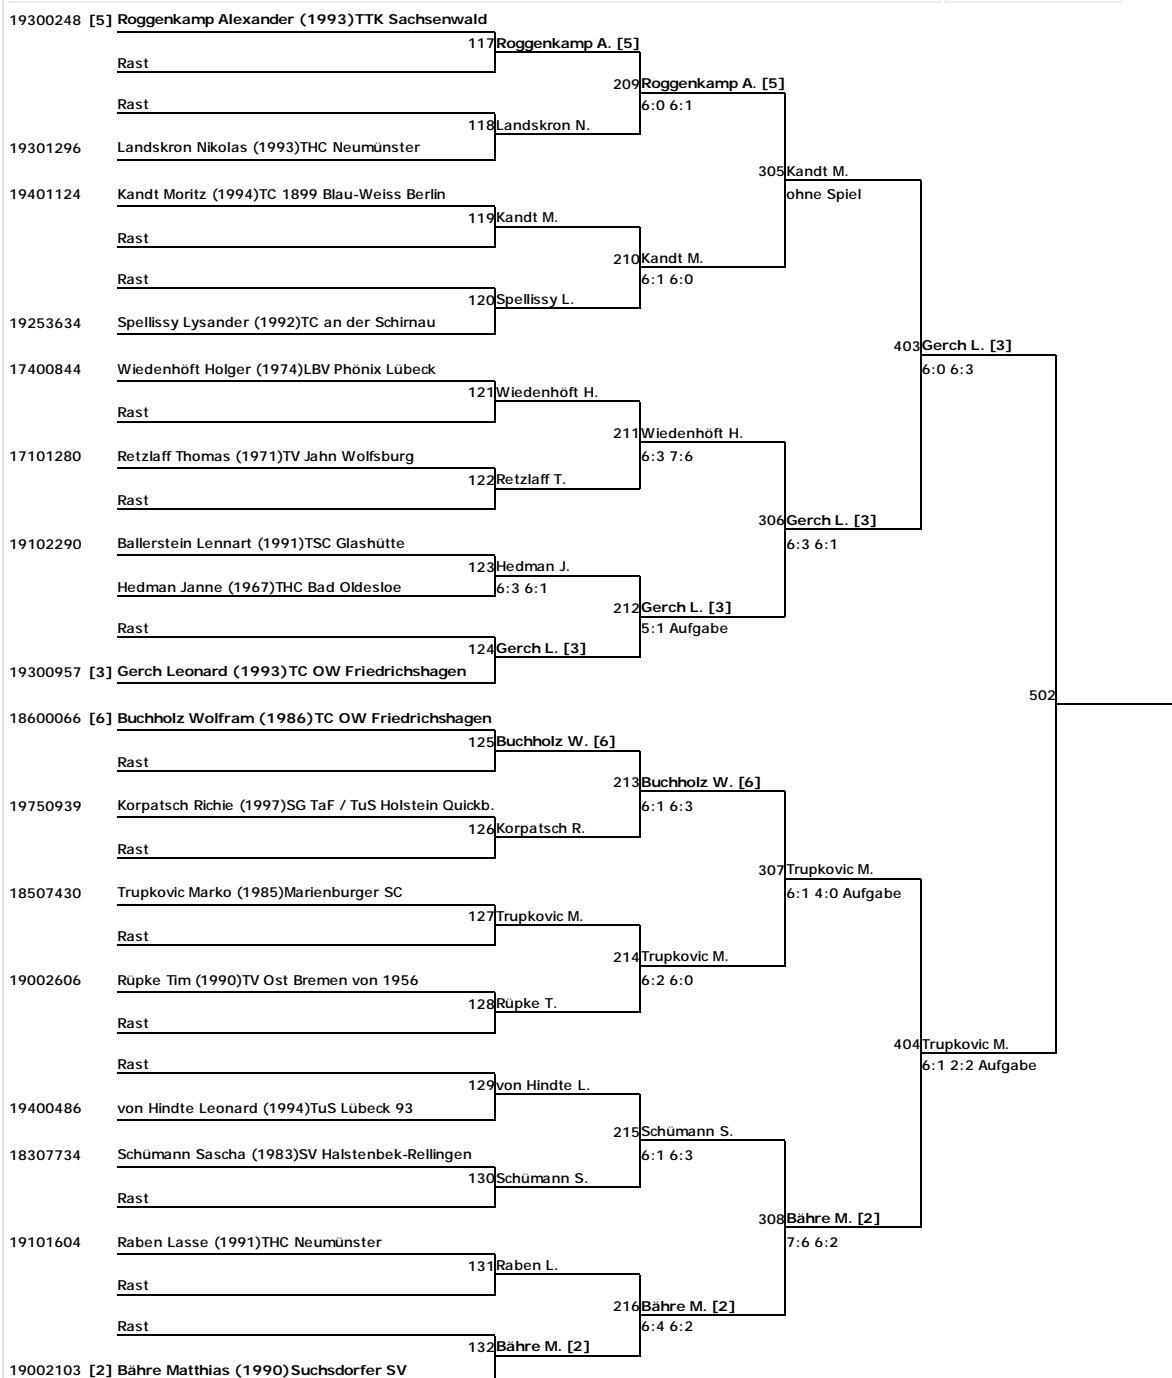 19300248 [5] Roggenkamp Alexander (1993)TTK Sachsenwald
117 Roggenkamp A. [5]
Rast
209 Roggenkamp A. [5]
6:0 6:1
Rast
118 Landskron N.
19301296 Landskron Nikolas (1993)THC Neumünster
305 Kandt M.
ohne Spiel
19401124 Kandt Moritz (1994)TC 1899 Blau-Weiss Berlin
119 Kandt M.
Rast
210 Kandt M.
6:1 6:0
Rast
120 Spellissy L.
19253634 Spellissy Lysander (1992)TC an der Schirnau
403 Gerch L. [3]
6:0 6:3
17400844 Wiedenhöft Holger (1974)LBV Phönix Lübeck
121 Wiedenhöft H.
Rast
211 Wiedenhöft H.
6:3 7:6
17101280 Retzlaff Thomas (1971)TV Jahn Wolfsburg
122 Retzlaff T.
Rast
306 Gerch L. [3]
6:3 6:1
19102290 Ballerstein Lennart (1991)TSC Glashütte
123 Hedman J.
6:3 6:1
Hedman Janne (1967)THC Bad Oldesloe
212 Gerch L. [3]
5:1 Aufgabe
Rast
124 Gerch L. [3]
19300957 [3] Gerch Leonard (1993)TC OW Friedrichshagen
502
18600066 [6] Buchholz Wolfram (1986)TC OW Friedrichshagen
125 Buchholz W. [6]
Rast
213 Buchholz W. [6]
6:1 6:3
19750939 Korpatsch Richie (1997)SG TaF / TuS Holstein Quickb.
126 Korpatsch R.
Rast
307 Trupkovic M.
6:1 4:0 Aufgabe
18507430 Trupkovic Marko (1985)Marienburger SC
127 Trupkovic M.
Rast
214 Trupkovic M.
6:2 6:0
19002606 Rüpke Tim (1990)TV Ost Bremen von 1956
128 Rüpke T.
Rast
404 Trupkovic M.
6:1 2:2 Aufgabe
Rast
129 von Hindte L.
19400486 von Hindte Leonard (1994)TuS Lübeck 93
215 Schümann S.
6:1 6:3
18307734 Schümann Sascha (1983)SV Halstenbek-Rellingen
130 Schümann S.
Rast
308 Bähre M. [2]
7:6 6:2
19101604 Raben Lasse (1991)THC Neumünster
131 Raben L.
Rast
216 Bähre M. [2]
6:4 6:2
Rast
132 Bähre M. [2]
19002103 [2] Bähre Matthias (1990)Suchsdorfer SV